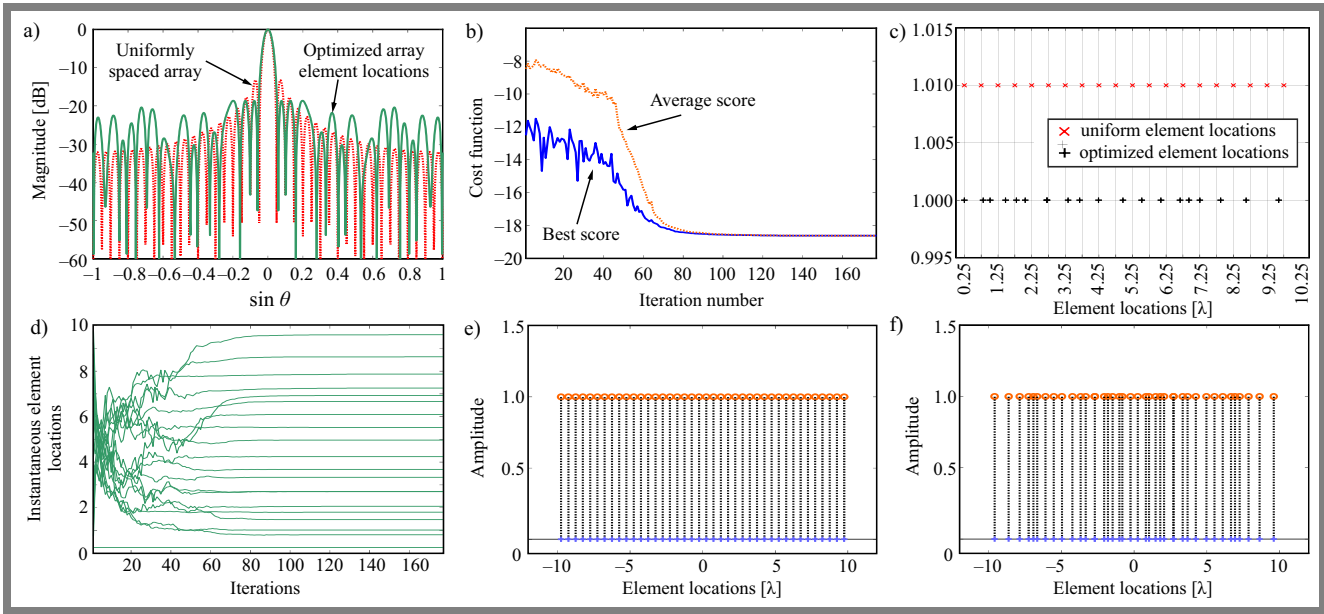 a)
Uniformly
spaced array
Optimized array
element locations
Magnitude [dB]
0
−10
−20
−30
−40
−50
−60
−1 −0.8 −0.6 −0.4 −0.2 0 0.2 0.4 0.6 0.8 1
sin θ
b)
Average score
Best score
Cost function
−8
−10
−12
−14
−16
−18
−20
20 40 60 80 100 120 140 160
Iteration number
c)
1.015
1.010
1.005
1.000
0.995
uniform element locations
optimized element locations
0.25 1.25 2.25 3.25 4.25 5.25 6.25 7.25 8.25 9.25 10.25
Element locations [λ]
d)
Instantaneous element
locations
10
8
6
4
2
0
20 40 60 80 100 120 140 160
Iterations
e)
Amplitude
1.5
1.0
0.5
0
−10 −5 0 5 10
Element locations [λ]
f)
Amplitude
1.5
1.0
0.5
0
−10 −5 0 5 10
Element locations [λ]